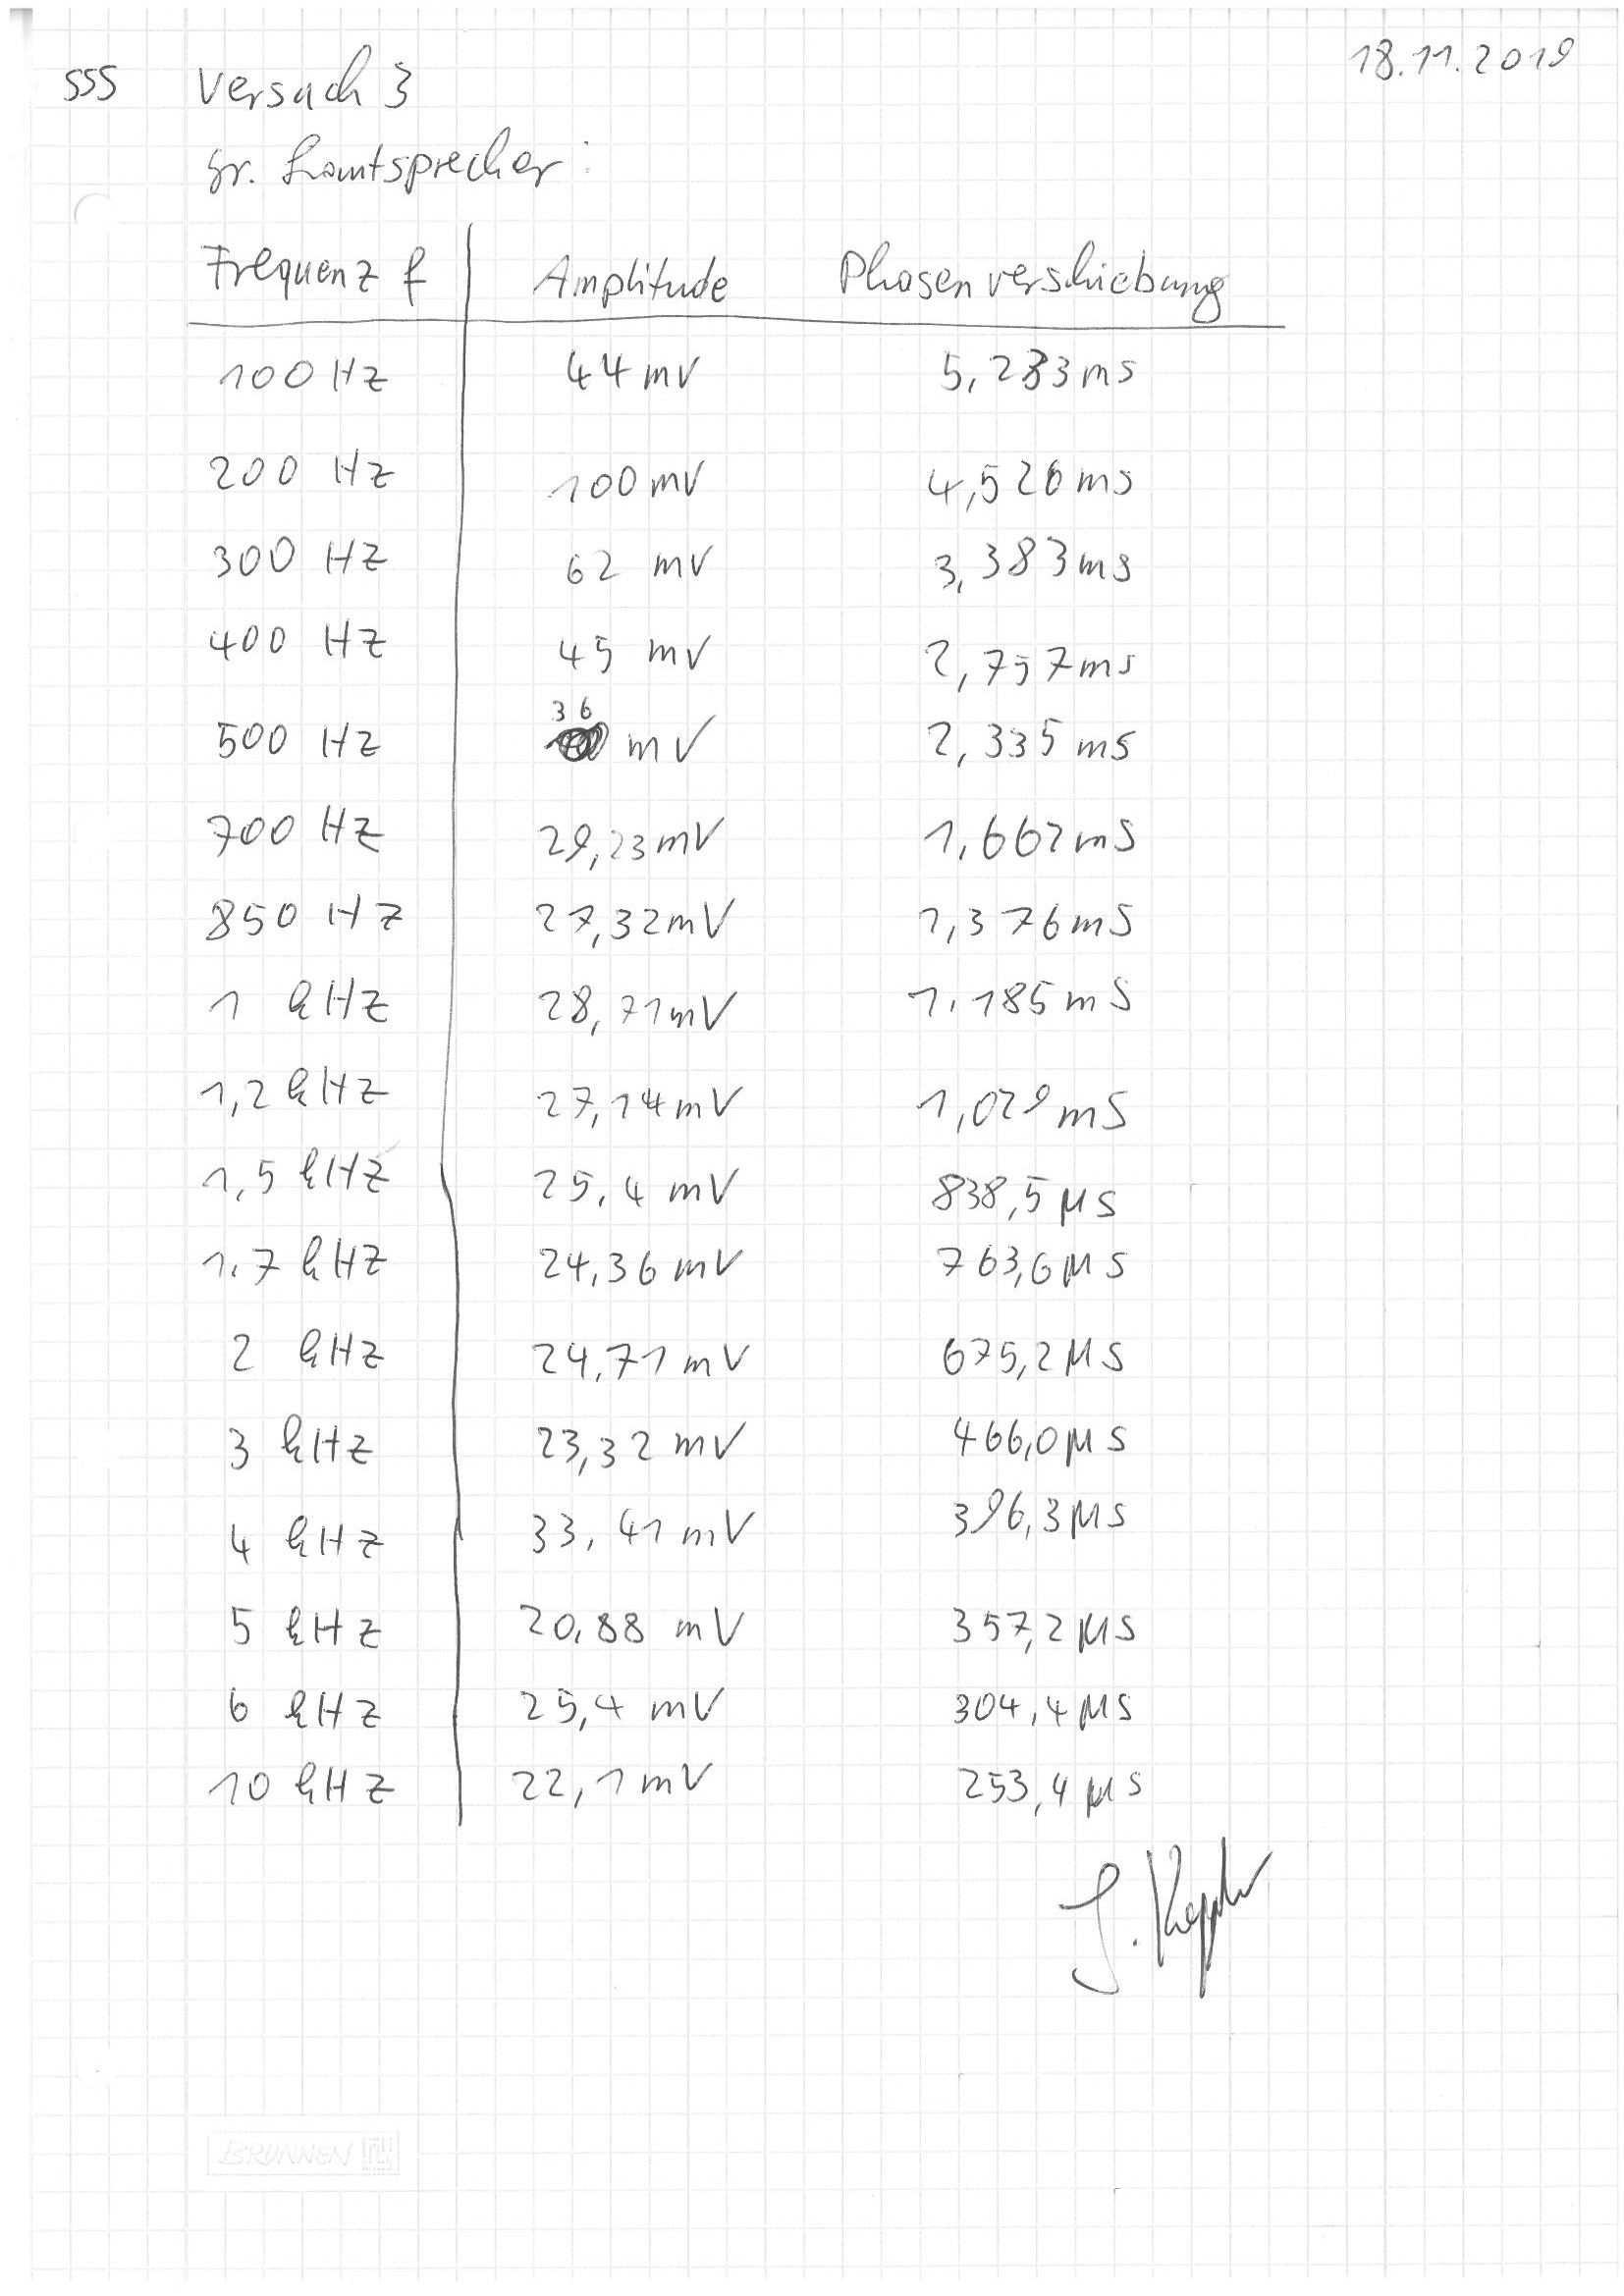 18.11.2019
SSS Versuch 3
Gr. Lautsprecher:
Frequenz f Amplitude Phasenverschiebung
100 Hz 44 mV 5,233 ms
200 Hz 100 mV 4,526 ms
300 Hz 62 mV 3,383 ms
400 Hz 45 mV 2,757 ms
500 Hz 36 mV 2,335 ms
700 Hz 29,23 mV 1,662 ms
850 Hz 27,32 mV 1,376 ms
1 kHz 28,71 mV 1.185 ms
1,2 kHz 27,14 mV 1,029 ms
1,5 kHz 25,4 mV 838,5 µs
1.7 kHz 24,36 mV 763,6 µs
2 kHz 24,71 mV 675,2 µs
3 kHz 23,32 mV 466,0 µs
4 kHz 33,41 mV 396,3 µs
5 kHz 20,88 mV 357,2 µs
6 kHz 25,4 mV 304,4 µs
10 kHz 22,1 mV 253,4 µs
BRUNNEN